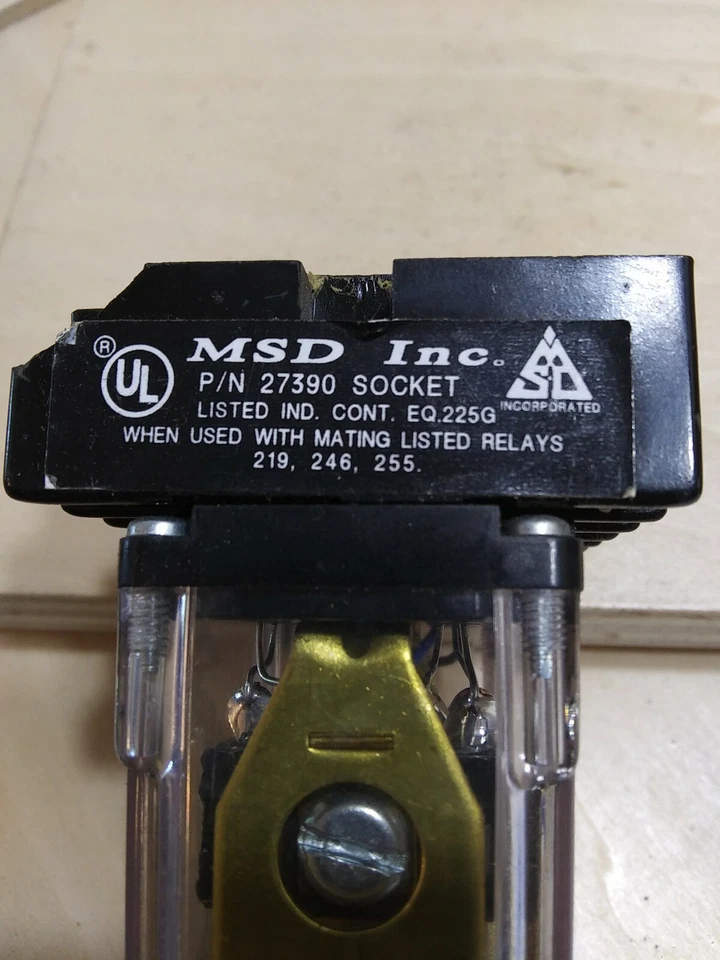 ® UL
MSD Inc.
P/N 27390 SOCKET
LISTED IND. CONT. EQ.225G
WHEN USED WITH MATING LISTED RELAYS
219, 246, 255.
MSD
INCORPORATED